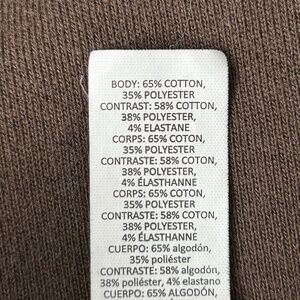 BODY: 65% COTTON,
35% POLYESTER
CONTRAST: 58% COTTON,
38% POLYESTER,
4% ELASTANE
CORPS: 65% COTON,
35% POLYESTER
CONTRASTE: 58% COTON,
38% POLYESTER,
4% ÉLASTHANNE
CORPS: 65% COTON,
35% POLYESTER
CONTRASTE: 58% COTON,
38% POLYESTER,
4% ÉLASTHANNE
CUERPO: 65% algodón,
35% poliéster
CONTRASTE: 58% algodón,
38% poliéster, 4% elastano
CUERPO: 65% ALGODÓN,